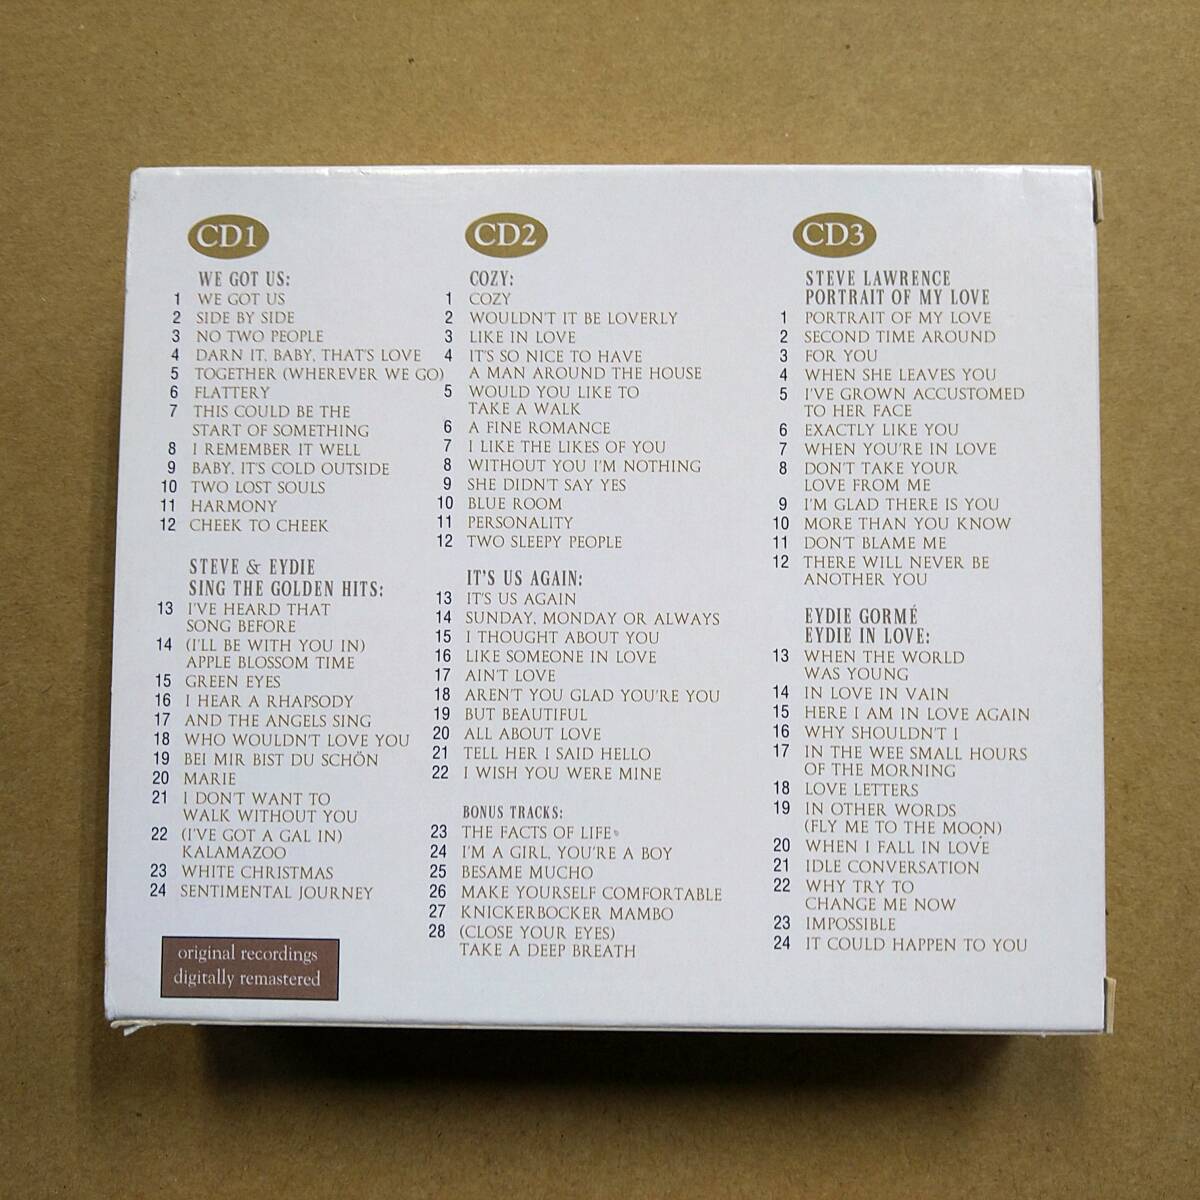 CD1
WE GOT US:
1 WE GOT US
2 SIDE BY SIDE
3 NO TWO PEOPLE
4 DARN IT, BABY, THAT'S LOVE
5 TOGETHER (WHEREVER WE GO)
6 FLATTERY
7 THIS COULD BE THE
START OF SOMETHING
8 I REMEMBER IT WELL
9 BABY, IT'S COLD OUTSIDE
10 TWO LOST SOULS
11 HARMONY
12 CHEEK TO CHEEK
STEVE & EYDIE
SING THE GOLDEN HITS:
13 I'VE HEARD THAT
SONG BEFORE
14 (I'LL BE WITH YOU IN)
APPLE BLOSSOM TIME
15 GREEN EYES
16 I HEAR A RHAPSODY
17 AND THE ANGELS SING
18 WHO WOULDN'T LOVE YOU
19 BEI MIR BIST DU SCHÖN
20 MARIE
21 I DON'T WANT TO
WALK WITHOUT YOU
22 (I'VE GOT A GAL IN)
KALAMAZOO
23 WHITE CHRISTMAS
24 SENTIMENTAL JOURNEY
original recordings
digitally remastered
CD2
COZY:
1 COZY
2 WOULDN'T IT BE LOVERLY
3 LIKE IN LOVE
4 IT'S SO NICE TO HAVE
A MAN AROUND THE HOUSE
5 WOULD YOU LIKE TO
TAKE A WALK
6 A FINE ROMANCE
7 I LIKE THE LIKES OF YOU
8 WITHOUT YOU I'M NOTHING
9 SHE DIDN'T SAY YES
10 BLUE ROOM
11 PERSONALITY
12 TWO SLEEPY PEOPLE
IT'S US AGAIN:
13 IT'S US AGAIN
14 SUNDAY, MONDAY OR ALWAYS
15 I THOUGHT ABOUT YOU
16 LIKE SOMEONE IN LOVE
17 AIN'T LOVE
18 AREN'T YOU GLAD YOU'RE YOU
19 BUT BEAUTIFUL
20 ALL ABOUT LOVE
21 TELL HER I SAID HELLO
22 I WISH YOU WERE MINE
BONUS TRACKS:
23 THE FACTS OF LIFE
24 I'M A GIRL, YOU'RE A BOY
25 BESAME MUCHO
26 MAKE YOURSELF COMFORTABLE
27 KNICKERBOCKER MAMBO
28 (CLOSE YOUR EYES)
TAKE A DEEP BREATH
CD3
STEVE LAWRENCE
PORTRAIT OF MY LOVE
1 PORTRAIT OF MY LOVE
2 SECOND TIME AROUND
3 FOR YOU
4 WHEN SHE LEAVES YOU
5 I'VE GROWN ACCUSTOMED
TO HER FACE
6 EXACTLY LIKE YOU
7 WHEN YOU'RE IN LOVE
8 DON'T TAKE YOUR
LOVE FROM ME
9 I'M GLAD THERE IS YOU
10 MORE THAN YOU KNOW
11 DON'T BLAME ME
12 THERE WILL NEVER BE
ANOTHER YOU
EYDIE GORMÉ
EYDIE IN LOVE:
13 WHEN THE WORLD
WAS YOUNG
14 IN LOVE IN VAIN
15 HERE I AM IN LOVE AGAIN
16 WHY SHOULDN'T I
17 IN THE WEE SMALL HOURS
OF THE MORNING
18 LOVE LETTERS
19 IN OTHER WORDS
(FLY ME TO THE MOON)
20 WHEN I FALL IN LOVE
21 IDLE CONVERSATION
22 WHY TRY TO
CHANGE ME NOW
23 IMPOSSIBLE
24 IT COULD HAPPEN TO YOU